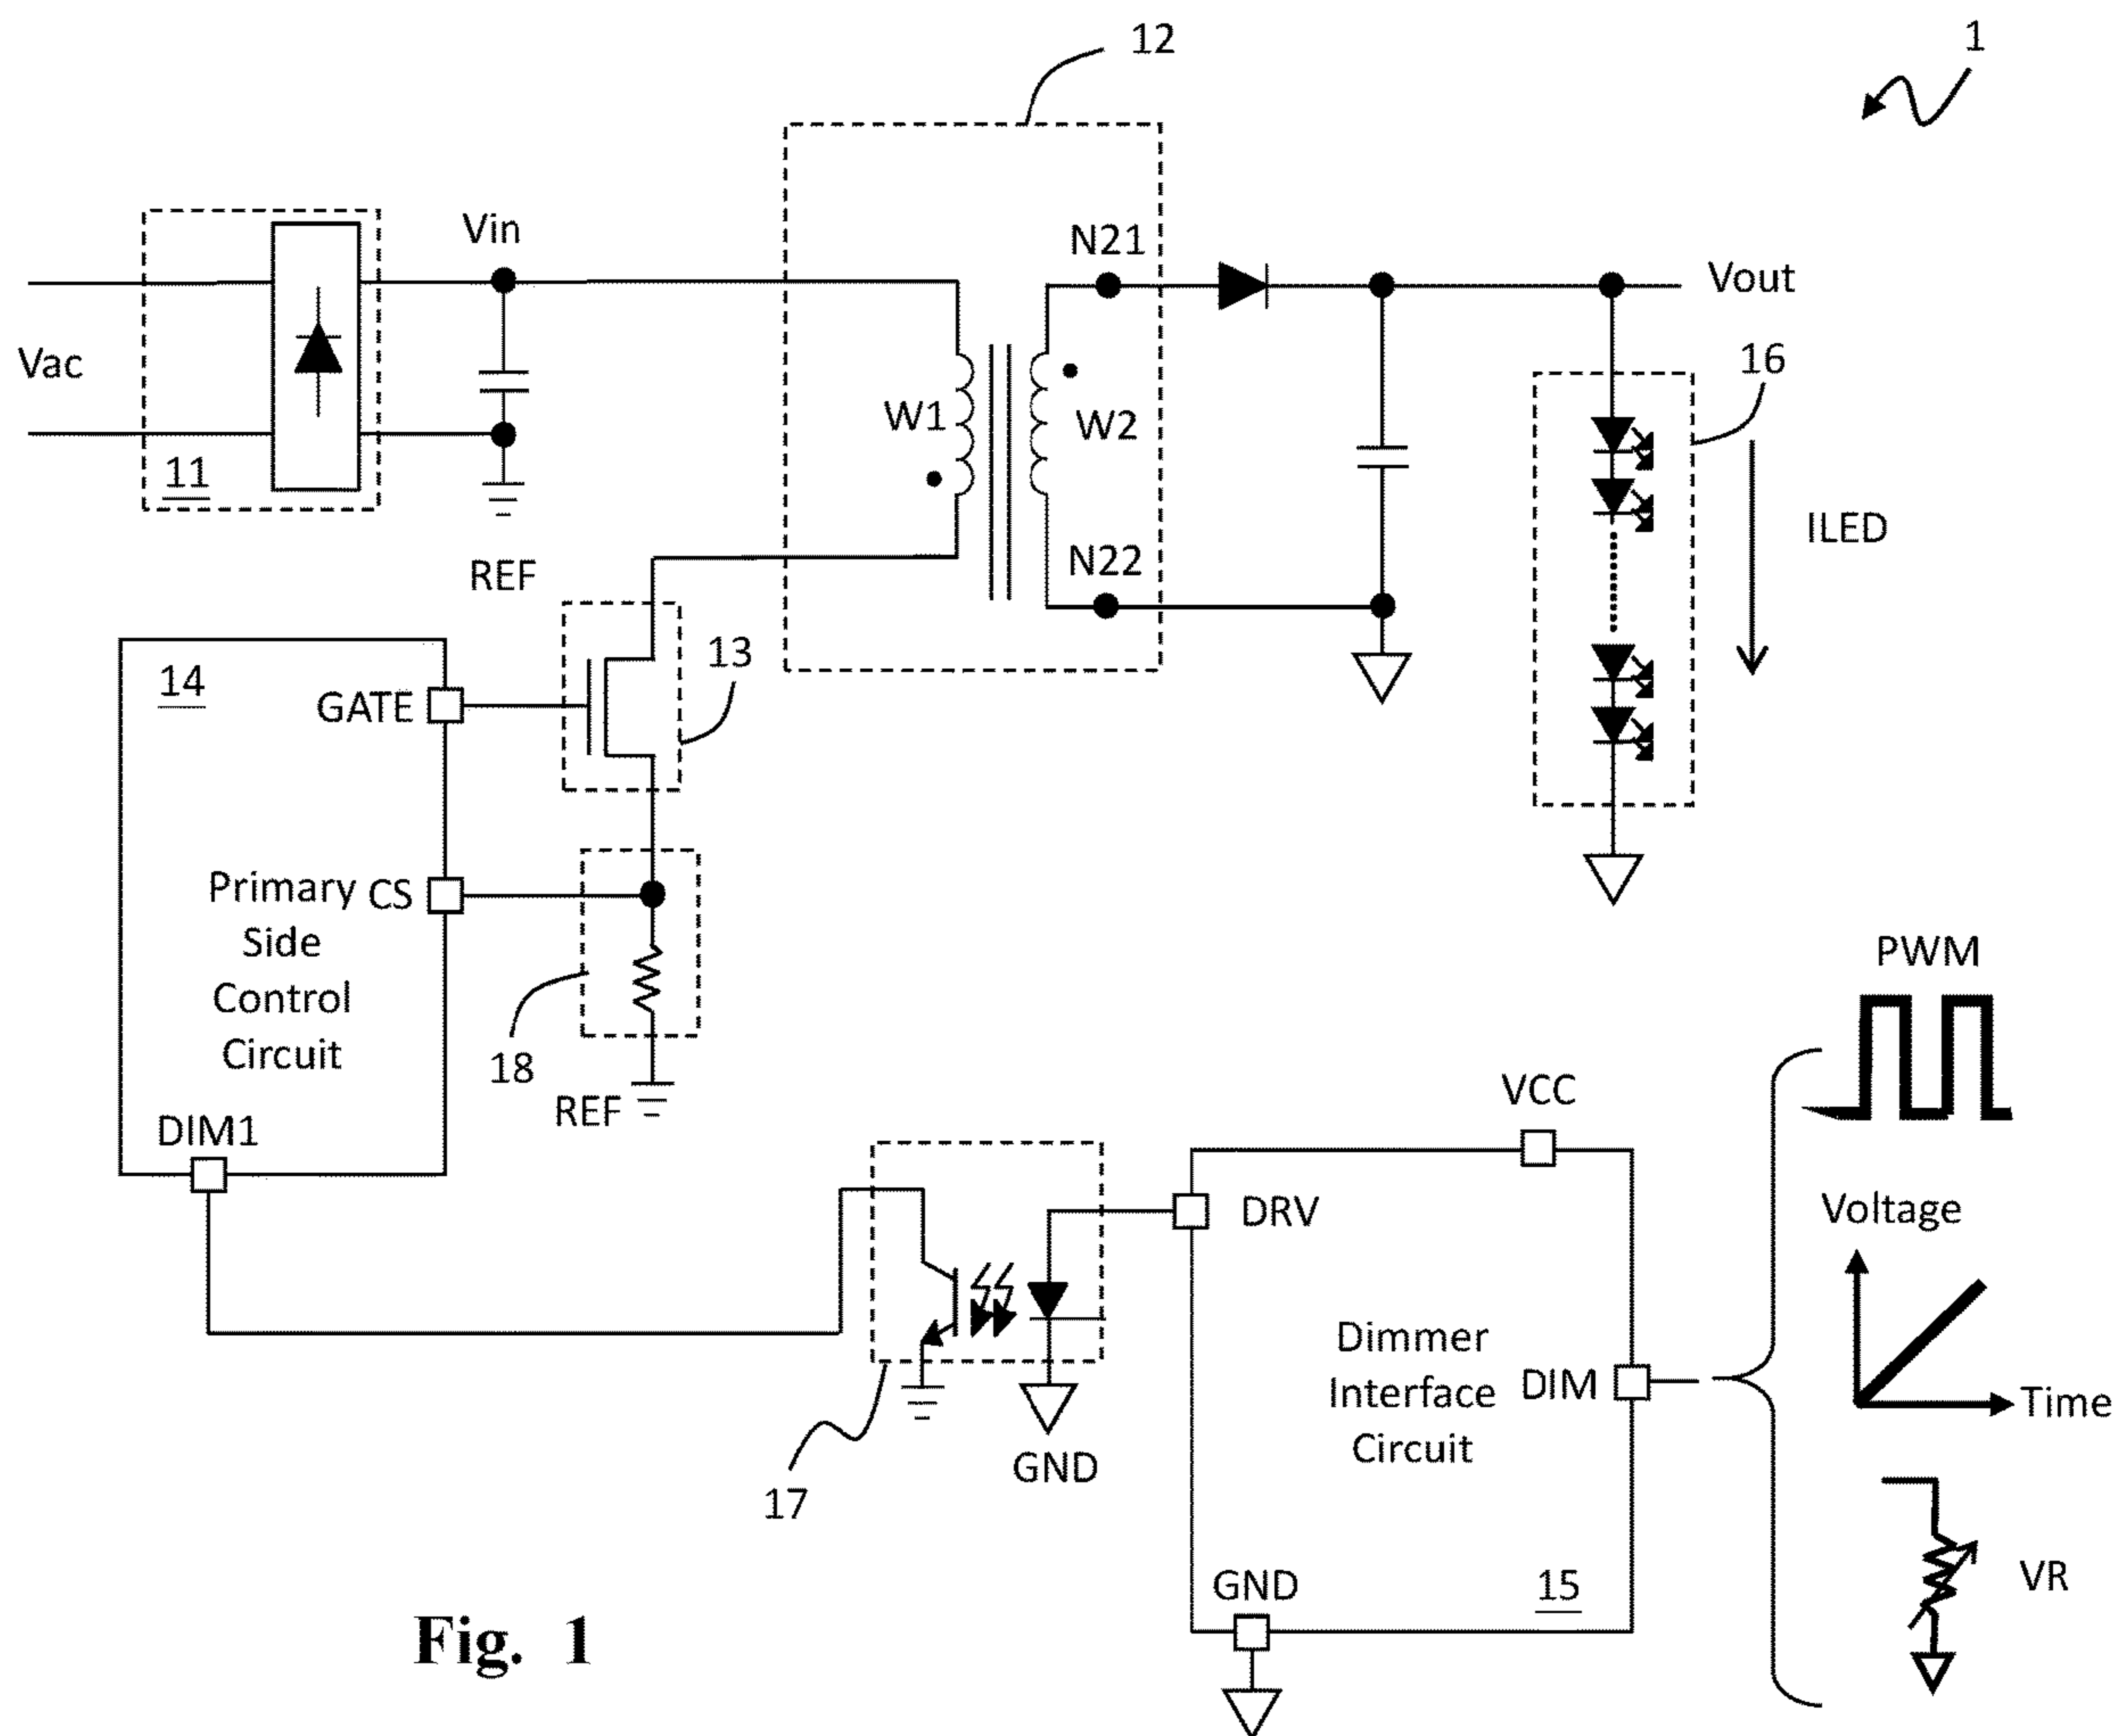 12
1
Vac
11
Vin
REF
W1
W2
N21
N22
Vout
16
ILED
14
GATE
13
Primary
Side
Control
Circuit
CS
18
REF
DIM1
17
GND
VCC
DRV
Dimmer
Interface
Circuit
DIM
GND
15
PWM
Voltage
Time
VR
Fig. 1